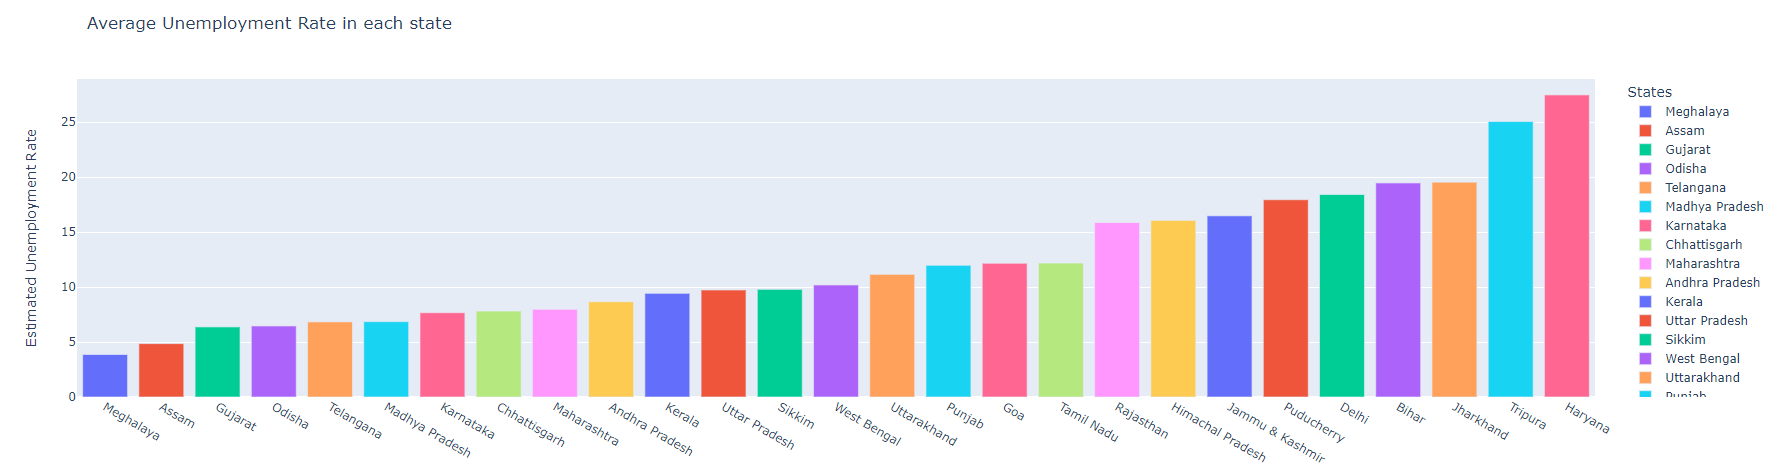 Average Unemployment Rate in each state
Estimated Unemployment Rate
25
20
15
10
5
0
Meghalaya
Assam
Gujarat
Odisha
Telangana
Madhya Pradesh
Karnataka
Chhattisgarh
Maharashtra
Andhra Pradesh
Kerala
Uttar Pradesh
Sikkim
West Bengal
Uttarakhand
Punjab
Goa
Tamil Nadu
Rajasthan
Himachal Pradesh
Jammu & Kashmir
Puducherry
Delhi
Bihar
Jharkhand
Tripura
Haryana
States
Meghalaya
Assam
Gujarat
Odisha
Telangana
Madhya Pradesh
Karnataka
Chhattisgarh
Maharashtra
Andhra Pradesh
Kerala
Uttar Pradesh
Sikkim
West Bengal
Uttarakhand
Punjab